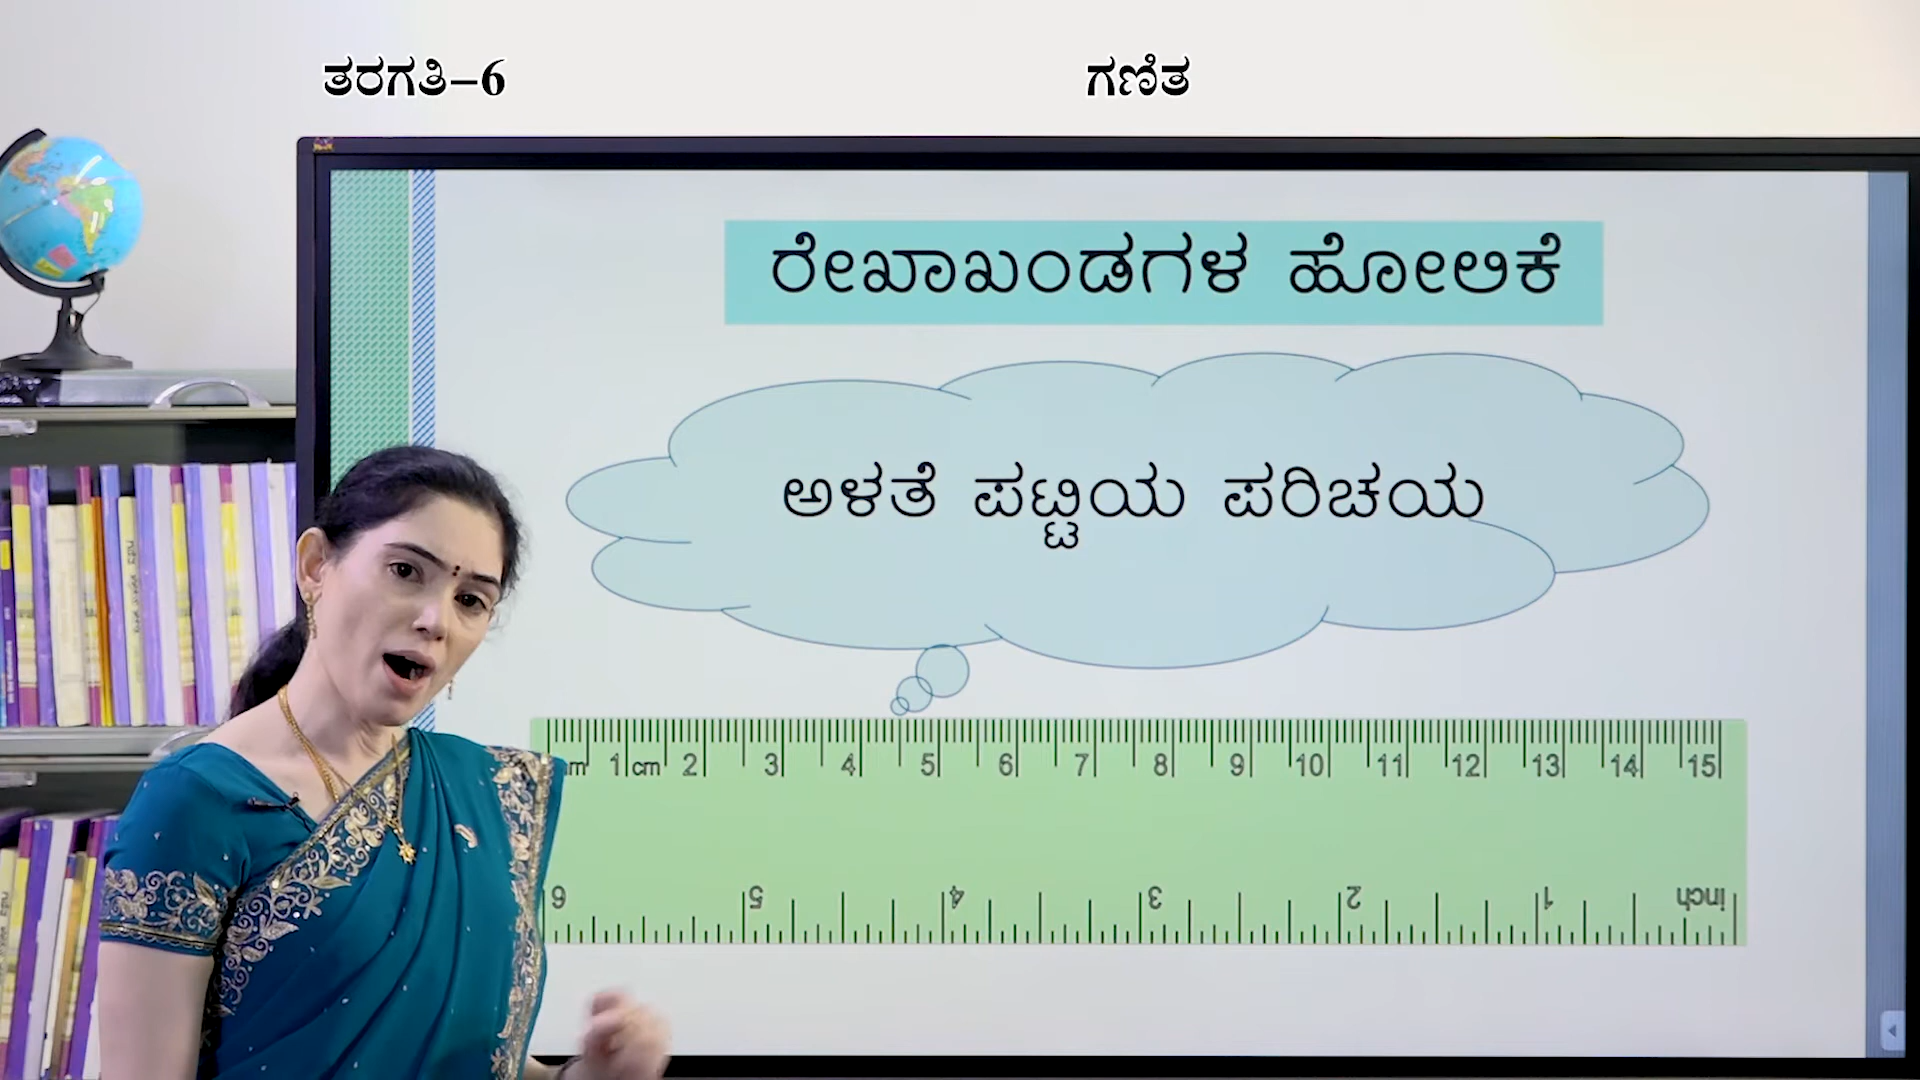 ತರಗತಿ–6
ಗಣಿತ
ರೇಖಾಖಂಡಗಳ ಹೋಲಿಕೆ
ಅಳತೆ ಪಟ್ಟಿಯ ಪರಿಚಯ
1 cm 2 3 4 5 6 7 8 9 10 11 12 13 14 15
6 5 4 3 2 1 inch